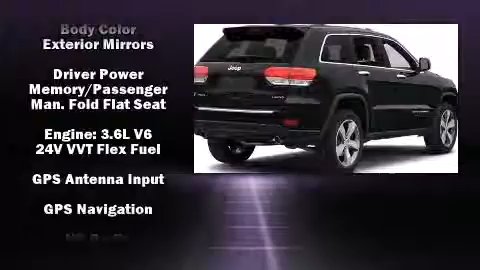 Body Color
Exterior Mirrors
Driver Power
Memory/Passenger
Man. Fold Flat Seat
Engine: 3.6L V6
24V VVT Flex Fuel
GPS Antenna Input
GPS Navigation
Jeep